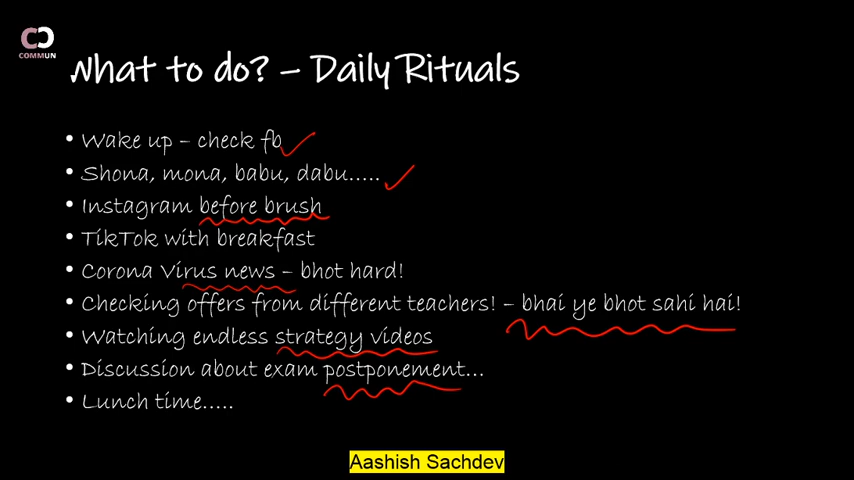 COMMUN
What to do? – Daily Rituals
• Wake up – check fb
• Shona, mona, babu, dabu.....
• Instagram before brush
• TikTok with breakfast
• Corona Virus news – bhot hard!
• Checking offers from different teachers! – bhai ye bhot sahi hai!
• Watching endless strategy videos
• Discussion about exam postponement...
• Lunch time.....
Aashish Sachdev